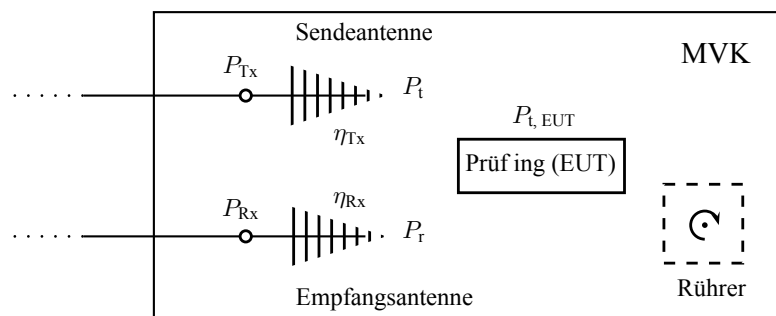 Sendeantenne
MVK
P_Tx
P_t
η_Tx
P_t, EUT
Prüf ing (EUT)
η_Rx
P_Rx
P_r
Empfangsantenne
Rührer